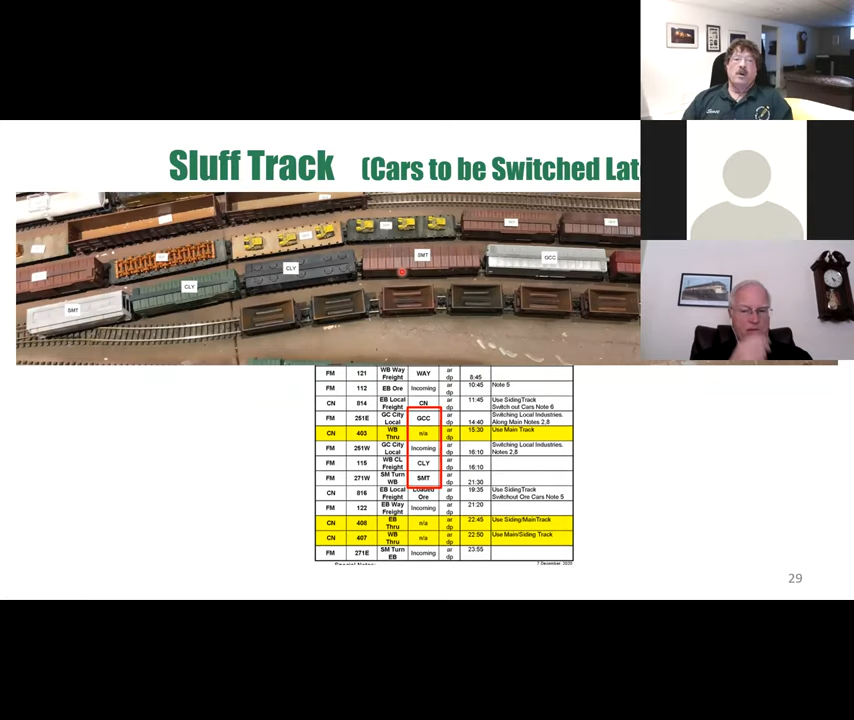 Sluff Track (Cars to be Switched Lat
SMT
GCC
CLY
CLY
SMT
FM 121 WB Way Freight WAY ar dp 8:45
FM 112 EB Ore Incoming ar dp 10:45 Note 5
CN 814 EB Local Freight CN ar dp 11:45 Use SidingTrack Switch out Cars Note 6
FM 251E GC City Local GCC ar dp 14:40 Switching Local Industries. Along Main Notes 2,8
CN 403 WB Thru n/a ar dp 15:30 Use Main Track
FM 251W GC City Local Incoming ar dp 16:10 Switching Local Industries. Notes 2,8
FM 115 WB CL Freight CLY ar dp 16:10
FM 271W SM Turn WB SMT ar dp 21:30
CN 816 EB Local Freight Loaded Ore ar dp 19:35 Use SidingTrack Switchout Ore Cars Note 5
FM 122 EB Way Freight Incoming ar dp 21:20
CN 408 EB Thru n/a ar dp 22:45 Use Siding/MainTrack
CN 407 WB Thru n/a ar dp 22:50 Use Main/Siding Track
FM 271E SM Turn EB Incoming ar dp 23:55
7 December, 2020
29